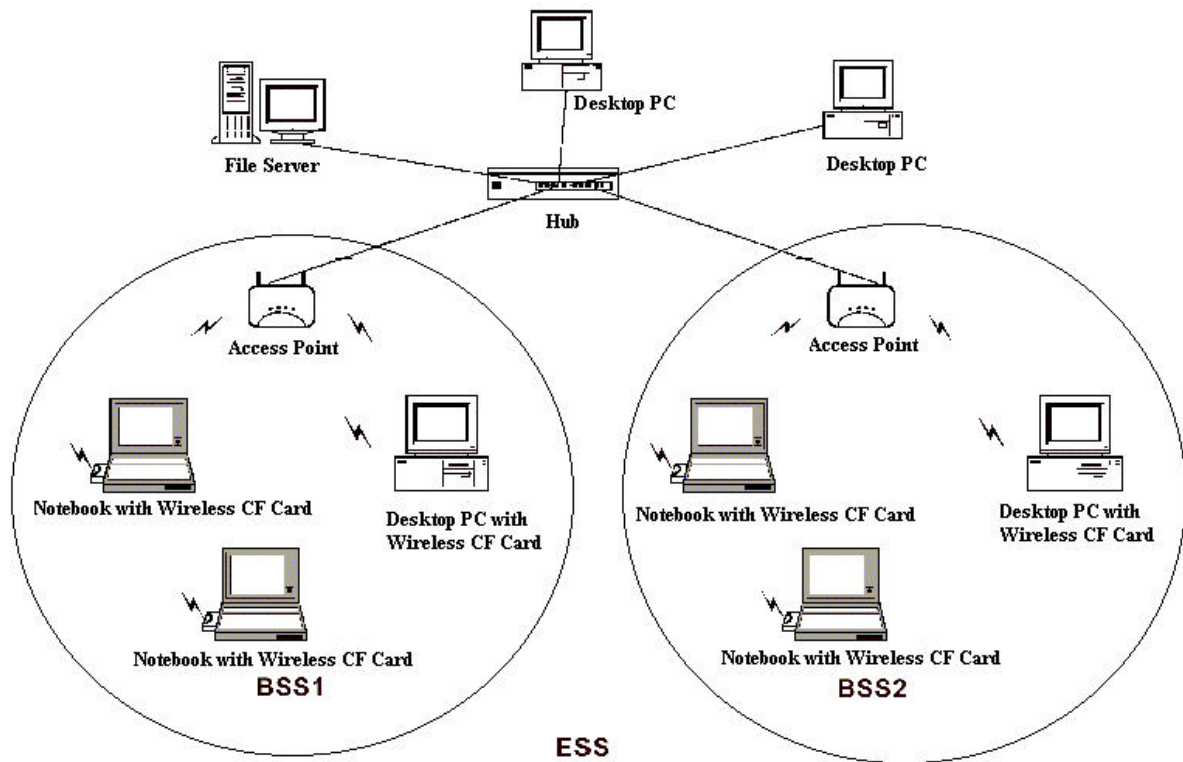 Desktop PC
File Server
Desktop PC
Hub
Access Point
Access Point
Notebook with Wireless CF Card
Desktop PC with
Wireless CF Card
Notebook with Wireless CF Card
BSS1
Notebook with Wireless CF Card
Desktop PC with
Wireless CF Card
Notebook with Wireless CF Card
BSS2
ESS